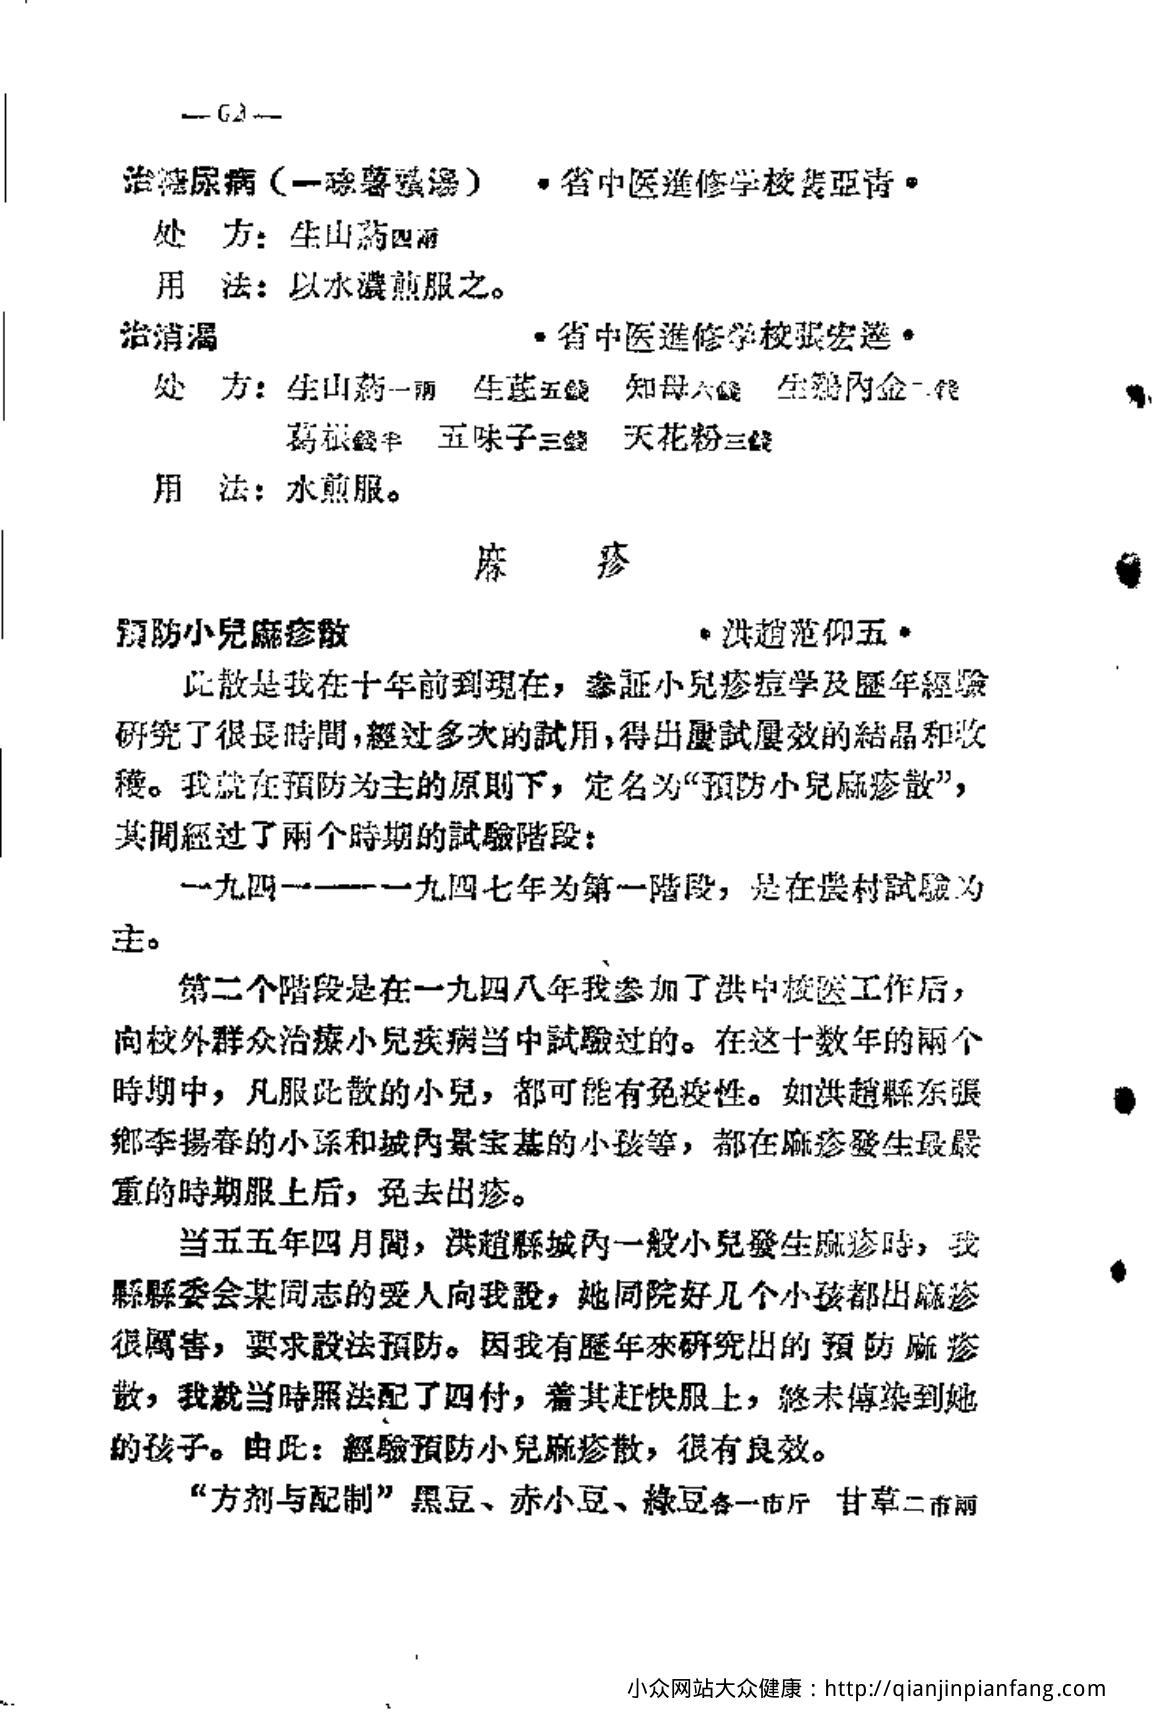 治糖尿病（一味薯蕷湯） •省中医進修学校裴亞青•
处 方：生山葯四兩
用 法：以水濃煎服之。
治消渴 •省中医進修学校張宏達•
处 方：生山葯一兩 生茋五錢 知母六錢 生鷄內金二錢
葛根錢半 五味子三錢 天花粉三錢
用 法：水煎服。
麻 疹
預防小兒麻疹散 •洪趙范仰五•
此散是我在十年前到現在，參証小兒疹痘学及歷年經驗
研究了很長時間，經过多次的試用，得出屢試屢效的結晶和收
穫。我就在預防为主的原則下，定名为“預防小兒麻疹散”，
其間經过了兩个時期的試驗階段：
一九四一——一九四七年为第一階段，是在農村試驗为
主。
第二个階段是在一九四八年我参加了洪中校医工作后，
向校外群众治療小兒疾病当中試驗过的。在这十数年的兩个
時期中，凡服此散的小兒，都可能有免疫性。如洪趙縣东張
鄉李揚春的小孫和城內景宝基的小孩等，都在麻疹發生最嚴
重的時期服上后，免去出疹。
当五五年四月間，洪趙縣城內一般小兒發生麻疹時，我
縣縣委会某同志的爱人向我說，她同院好几个小孩都出麻疹
很厲害，要求設法預防。因我有歷年來研究出的預防麻疹
散，我就当時照法配了四付，着其赶快服上，終未傳染到她
的孩子。由此：經驗預防小兒麻疹散，很有良效。
“方剂与配制”黑豆、赤小豆、綠豆各一市斤 甘草二市兩
小众网站大众健康：http://qianjinpianfang.com